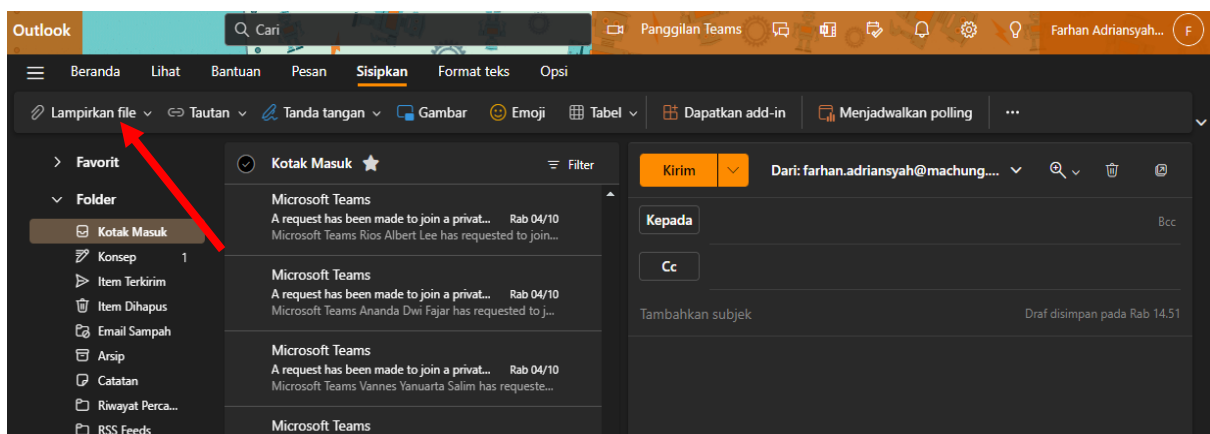 Outlook
Cari
Panggilan Teams
Farhan Adriansyah...
F
Beranda Lihat Bantuan Pesan Sisipkan Format teks Opsi
Lampirkan file Tautan Tanda tangan Gambar Emoji Tabel Dapatkan add-in Menjadwalkan polling ...
Favorit
Folder
Kotak Masuk
Konsep 1
Item Terkirim
Item Dihapus
Email Sampah
Arsip
Catatan
Riwayat Perca...
RSS Feeds
Kotak Masuk
Filter
Microsoft Teams
A request has been made to join a privat... Rab 04/10
Microsoft Teams Rios Albert Lee has requested to join...
Microsoft Teams
A request has been made to join a privat... Rab 04/10
Microsoft Teams Ananda Dwi Fajar has requested to j...
Microsoft Teams
A request has been made to join a privat... Rab 04/10
Microsoft Teams Vannes Yanuarta Salim has requeste...
Microsoft Teams
Kirim
Dari: farhan.adriansyah@machung....
Kepada
Bcc
Cc
Tambahkan subjek
Draf disimpan pada Rab 14.51